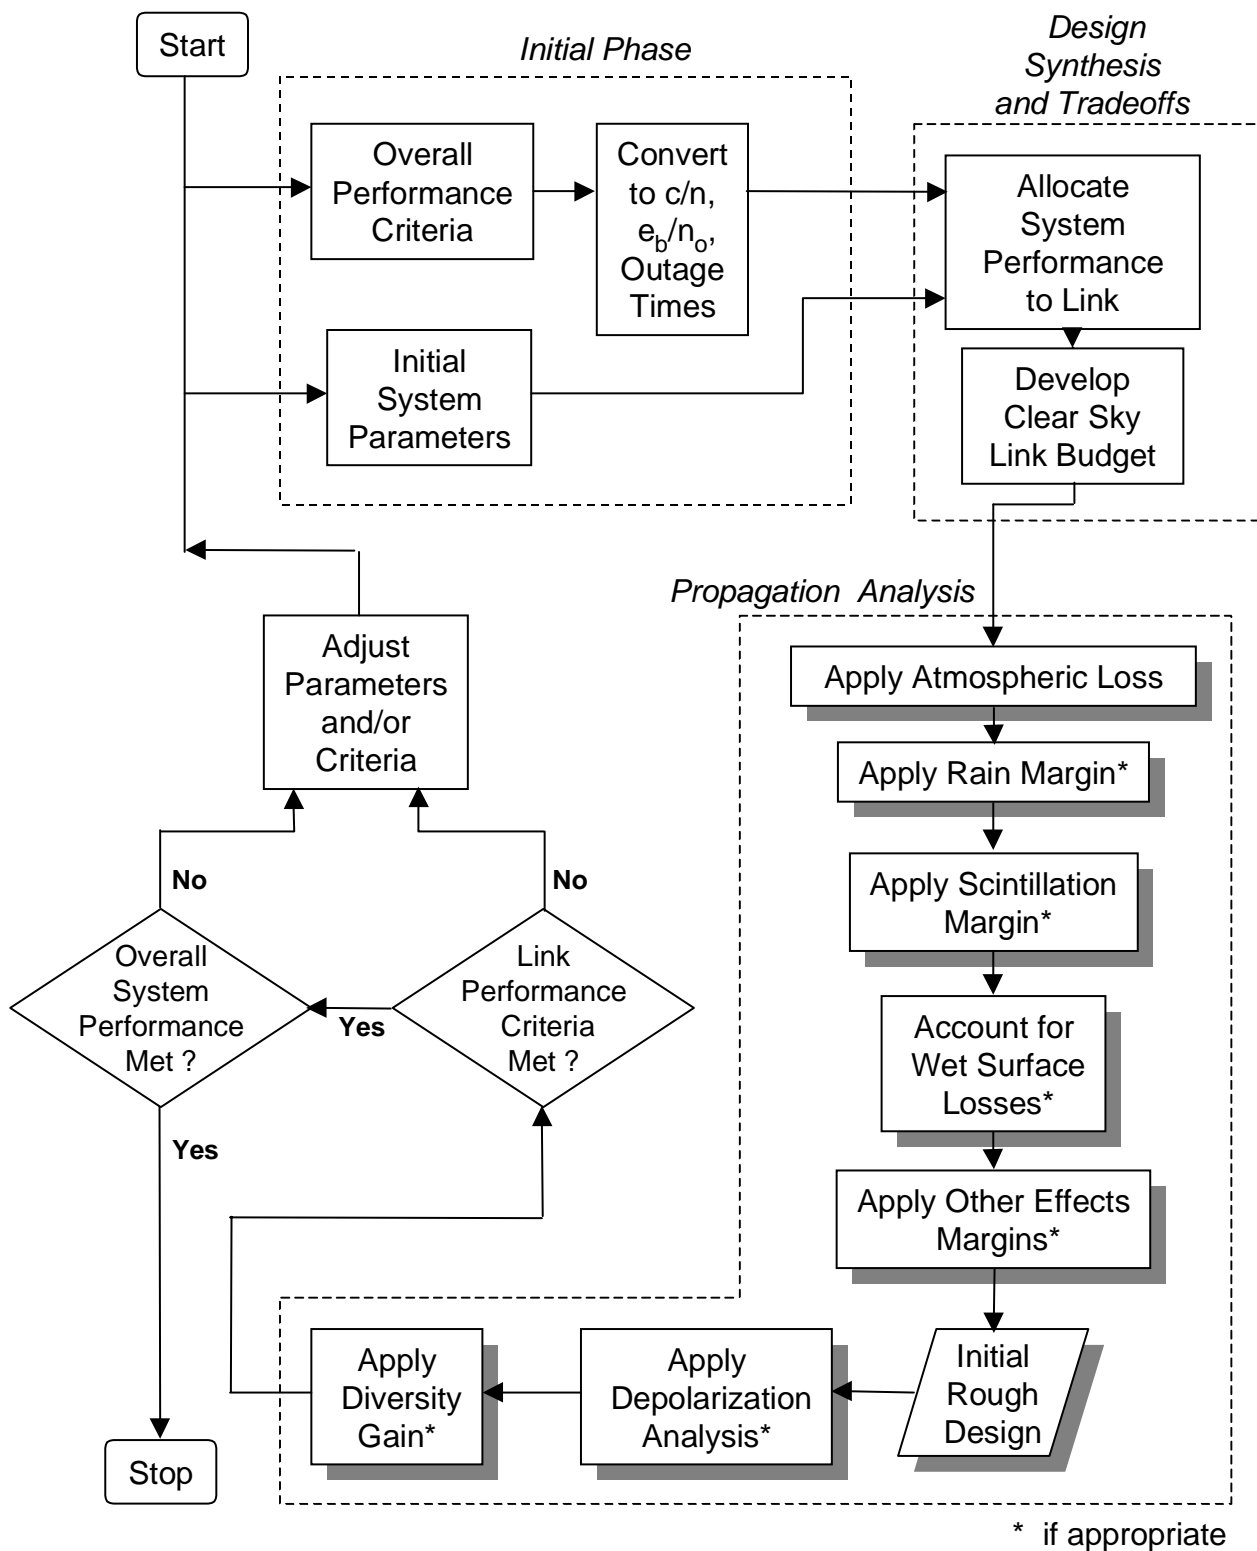 Start
Initial Phase
Design
Synthesis
and Tradeoffs
Overall
Performance
Criteria
Convert
to c/n,
e_b/n_o,
Outage
Times
Allocate
System
Performance
to Link
Initial
System
Parameters
Develop
Clear Sky
Link Budget
Propagation Analysis
Apply Atmospheric Loss
Apply Rain Margin*
Apply Scintillation
Margin*
Account for
Wet Surface
Losses*
Apply Other Effects
Margins*
Initial
Rough
Design
Apply
Depolarization
Analysis*
Apply
Diversity
Gain*
Link
Performance
Criteria
Met ?
No
Yes
Overall
System
Performance
Met ?
No
Yes
Adjust
Parameters
and/or
Criteria
Stop
* if appropriate